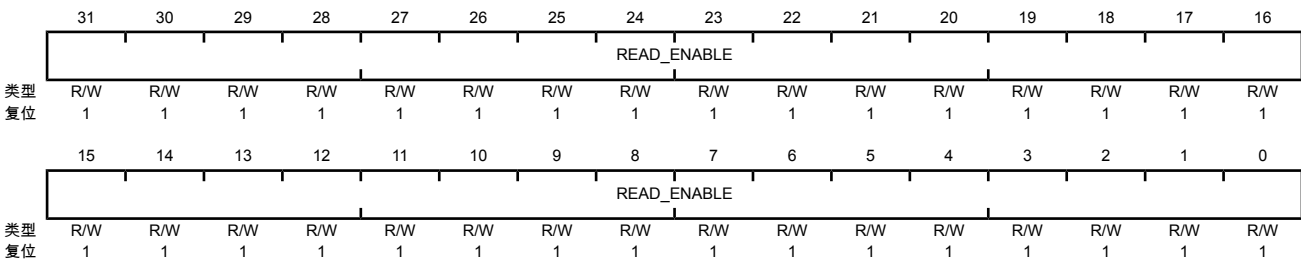 31 30 29 28 27 26 25 24 23 22 21 20 19 18 17 16
READ_ENABLE
类型 R/W R/W R/W R/W R/W R/W R/W R/W R/W R/W R/W R/W R/W R/W R/W R/W
复位 1 1 1 1 1 1 1 1 1 1 1 1 1 1 1 1
15 14 13 12 11 10 9 8 7 6 5 4 3 2 1 0
READ_ENABLE
类型 R/W R/W R/W R/W R/W R/W R/W R/W R/W R/W R/W R/W R/W R/W R/W R/W
复位 1 1 1 1 1 1 1 1 1 1 1 1 1 1 1 1